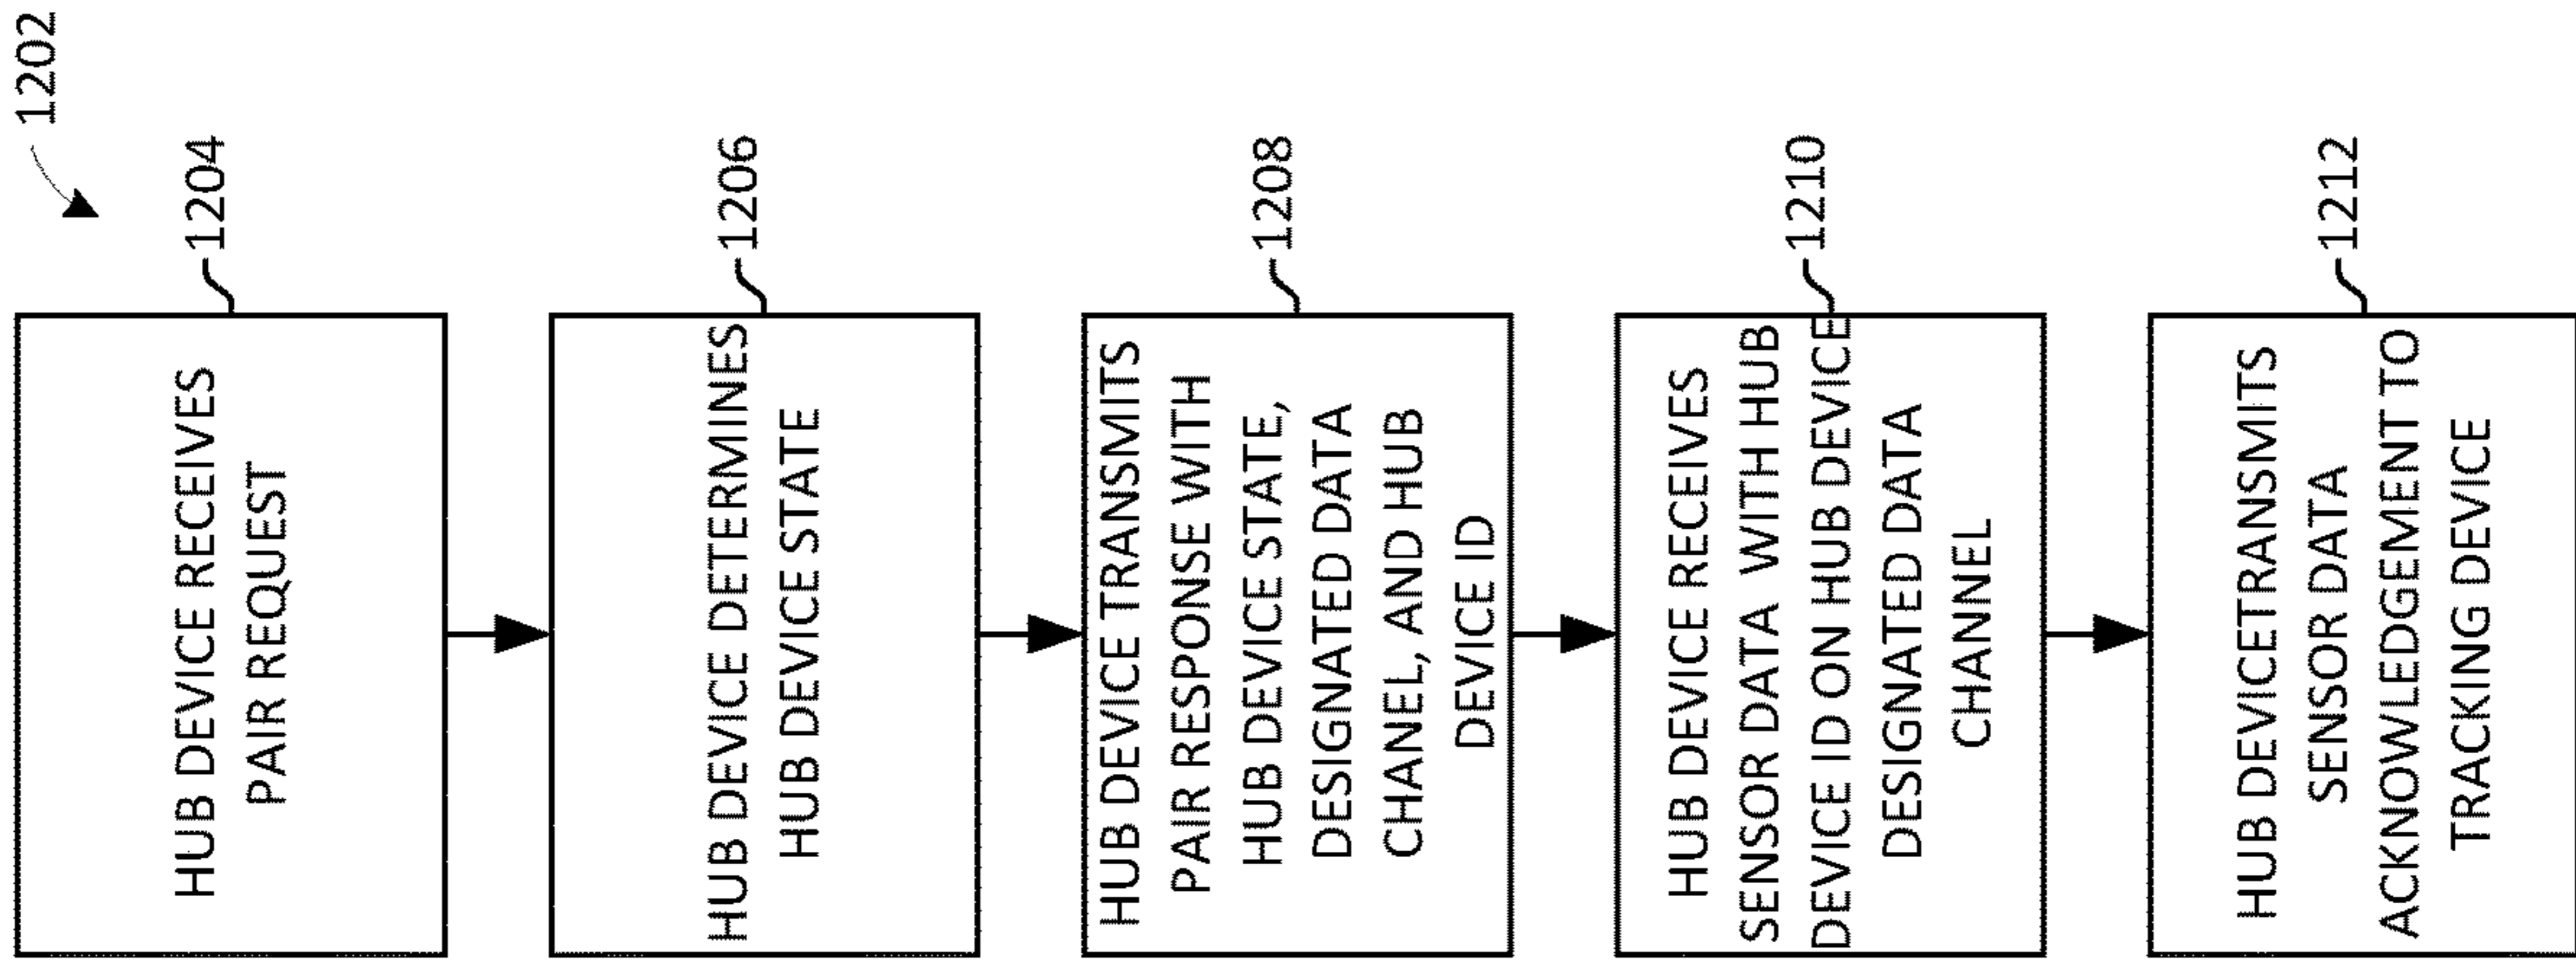 1202
HUB DEVICE RECEIVES
PAIR REQUEST
1204
HUB DEVICE DETERMINES
HUB DEVICE STATE
1206
HUB DEVICE TRANSMITS
PAIR RESPONSE WITH
HUB DEVICE STATE,
DESIGNATED DATA
CHANNEL, AND HUB
DEVICE ID
1208
HUB DEVICE RECEIVES
SENSOR DATA WITH HUB
DEVICE ID ON HUB DEVICE
DESIGNATED DATA
CHANNEL
1210
HUB DEVICETRANSMITS
SENSOR DATA
ACKNOWLEDGEMENT TO
TRACKING DEVICE
1212